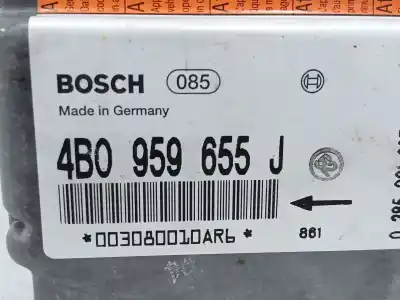 BOSCH 085
Made in Germany
4B0 959 655 J
*003080010AR6*
861